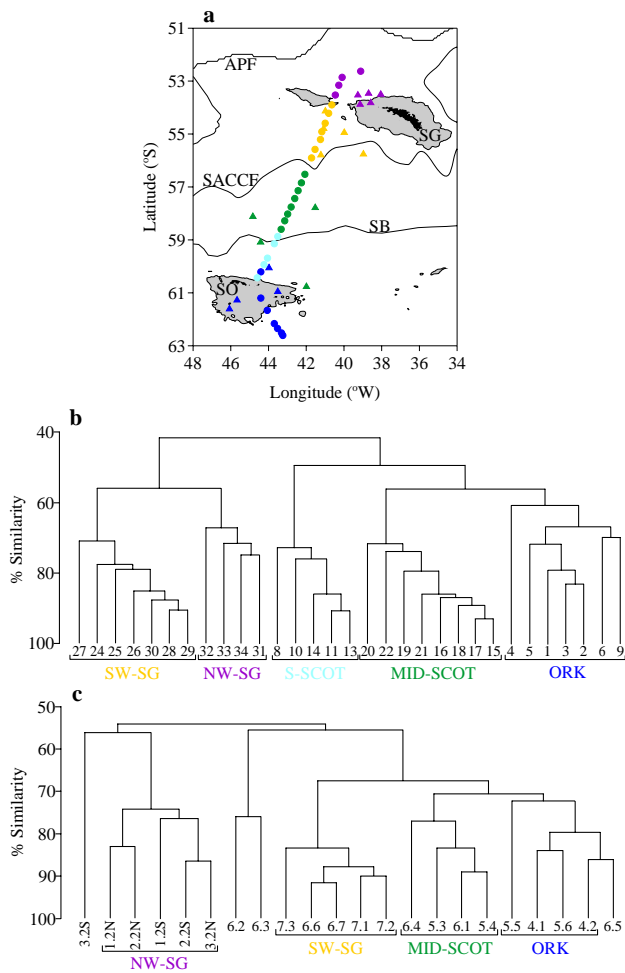 a
51
53
55
57
59
61
63
Latitude (°S)
APF
SG
SACCF
SB
SO
48 46 44 42 40 38 36 34
Longitude (°W)
b
40
60
80
100
% Similarity
27 24 25 26 30 28 29 32 33 34 31 8 10 14 11 13 20 22 19 21 16 18 17 15 4 5 1 3 2 6 9
SW-SG NW-SG S-SCOT MID-SCOT ORK
c
50
60
70
80
90
100
% Similarity
3.2S 1.2N 2.2N 1.2S 2.2S 3.2N 6.2 6.3 7.3 6.6 6.7 7.1 7.2 6.4 5.3 6.1 5.4 5.5 4.1 5.6 4.2 6.5
NW-SG SW-SG MID-SCOT ORK